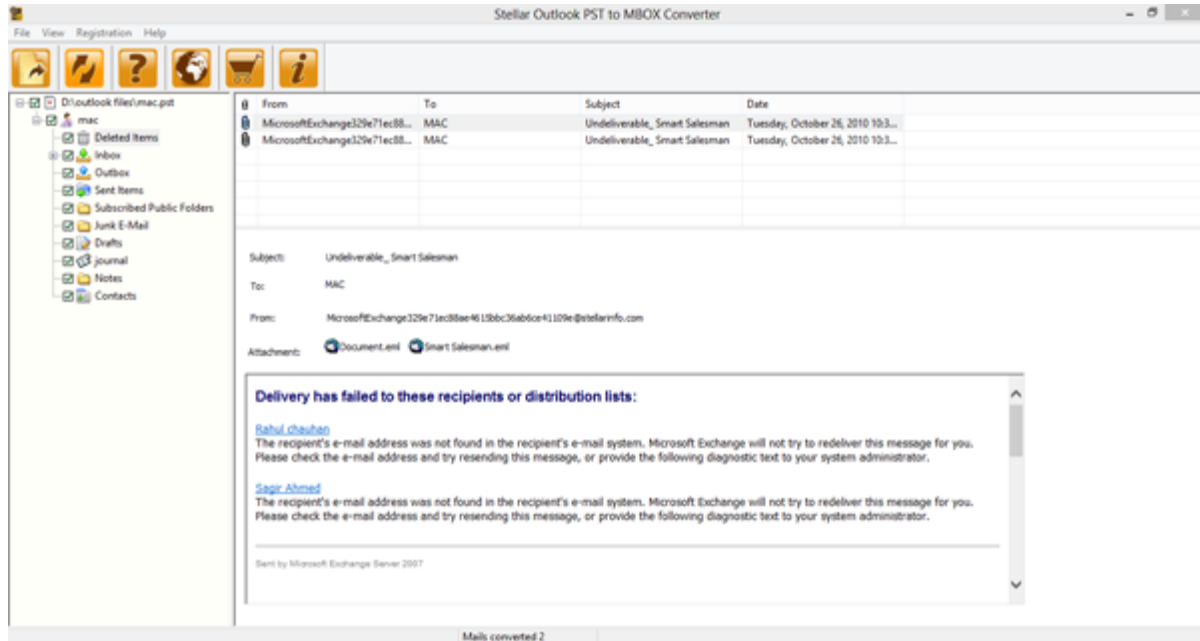 Stellar Outlook PST to MBOX Converter
File View Registration Help
D:\outlook files\mac.pst
mac
Deleted Items
Inbox
Outbox
Sent Items
Subscribed Public Folders
Junk E-Mail
Drafts
journal
Notes
Contacts
From To Subject Date
MicrosoftExchange329e71ec88... MAC Undeliverable_ Smart Salesman Tuesday, October 26, 2010 10:3...
MicrosoftExchange329e71ec88... MAC Undeliverable_ Smart Salesman Tuesday, October 26, 2010 10:3...
Subject: Undeliverable_ Smart Salesman
To: MAC
From: MicrosoftExchange329e71ec88ae4615bbc36ab6ce41109e@stellarinfo.com
Attachment: Document.eml Smart Salesman.eml
Delivery has failed to these recipients or distribution lists:
Rahul chauhan
The recipient's e-mail address was not found in the recipient's e-mail system. Microsoft Exchange will not try to redeliver this message for you.
Please check the e-mail address and try resending this message, or provide the following diagnostic text to your system administrator.
Sagir Ahmed
The recipient's e-mail address was not found in the recipient's e-mail system. Microsoft Exchange will not try to redeliver this message for you.
Please check the e-mail address and try resending this message, or provide the following diagnostic text to your system administrator.
Sent by Microsoft Exchange Server 2007
Mails converted 2